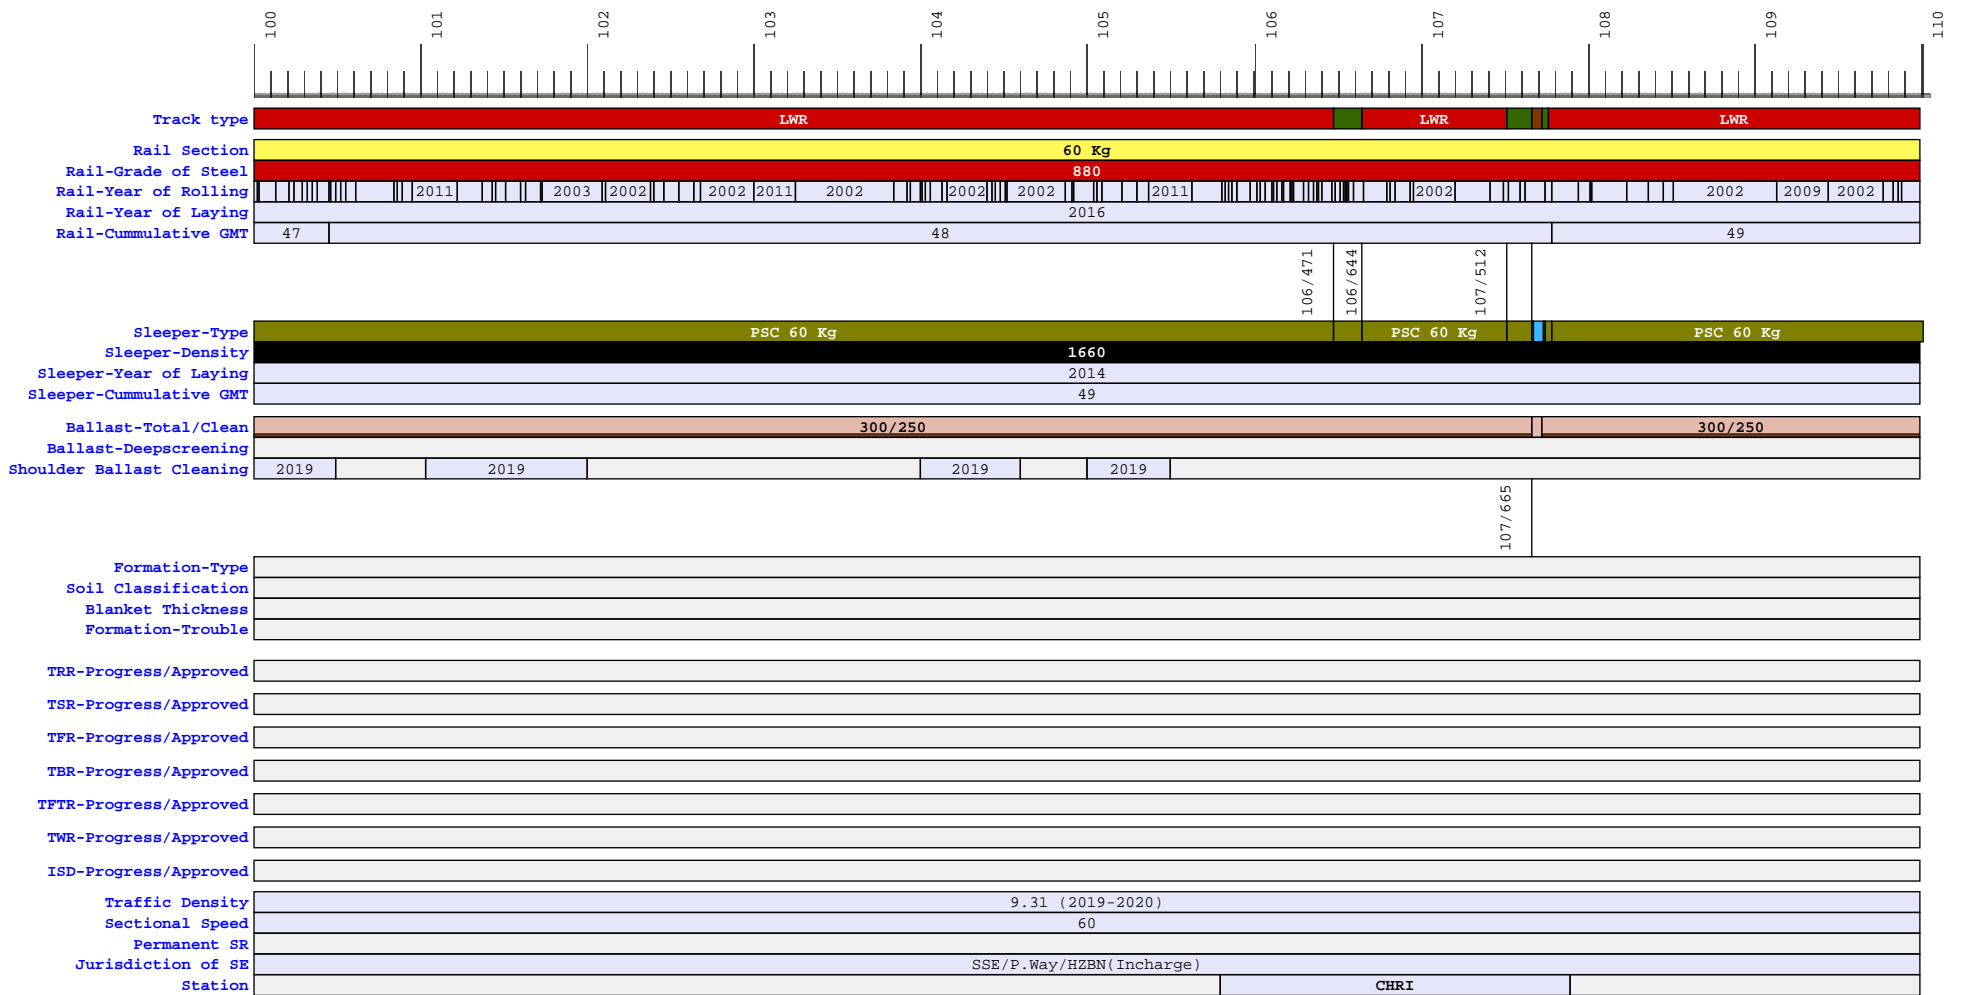 100 101 102 103 104 105 106 107 108 109 110
Track type LWR LWR LWR
Rail Section 60 Kg
Rail-Grade of Steel 880
Rail-Year of Rolling 2011 2003 2002 2002 2011 2002 2002 2002 2011 2002 2002 2009 2002
Rail-Year of Laying 2016
Rail-Cummulative GMT 47 48 49
106/471 106/644 107/512
Sleeper-Type PSC 60 Kg PSC 60 Kg PSC 60 Kg
Sleeper-Density 1660
Sleeper-Year of Laying 2014
Sleeper-Cummulative GMT 49
Ballast-Total/Clean 300/250 300/250
Ballast-Deepscreening
Shoulder Ballast Cleaning 2019 2019 2019 2019
107/665
Formation-Type
Soil Classification
Blanket Thickness
Formation-Trouble
TRR-Progress/Approved
TSR-Progress/Approved
TFR-Progress/Approved
TBR-Progress/Approved
TFTR-Progress/Approved
TWR-Progress/Approved
ISD-Progress/Approved
Traffic Density 9.31 (2019-2020)
Sectional Speed 60
Permanent SR
Jurisdiction of SE SSE/P.Way/HZBN(Incharge)
Station CHRI